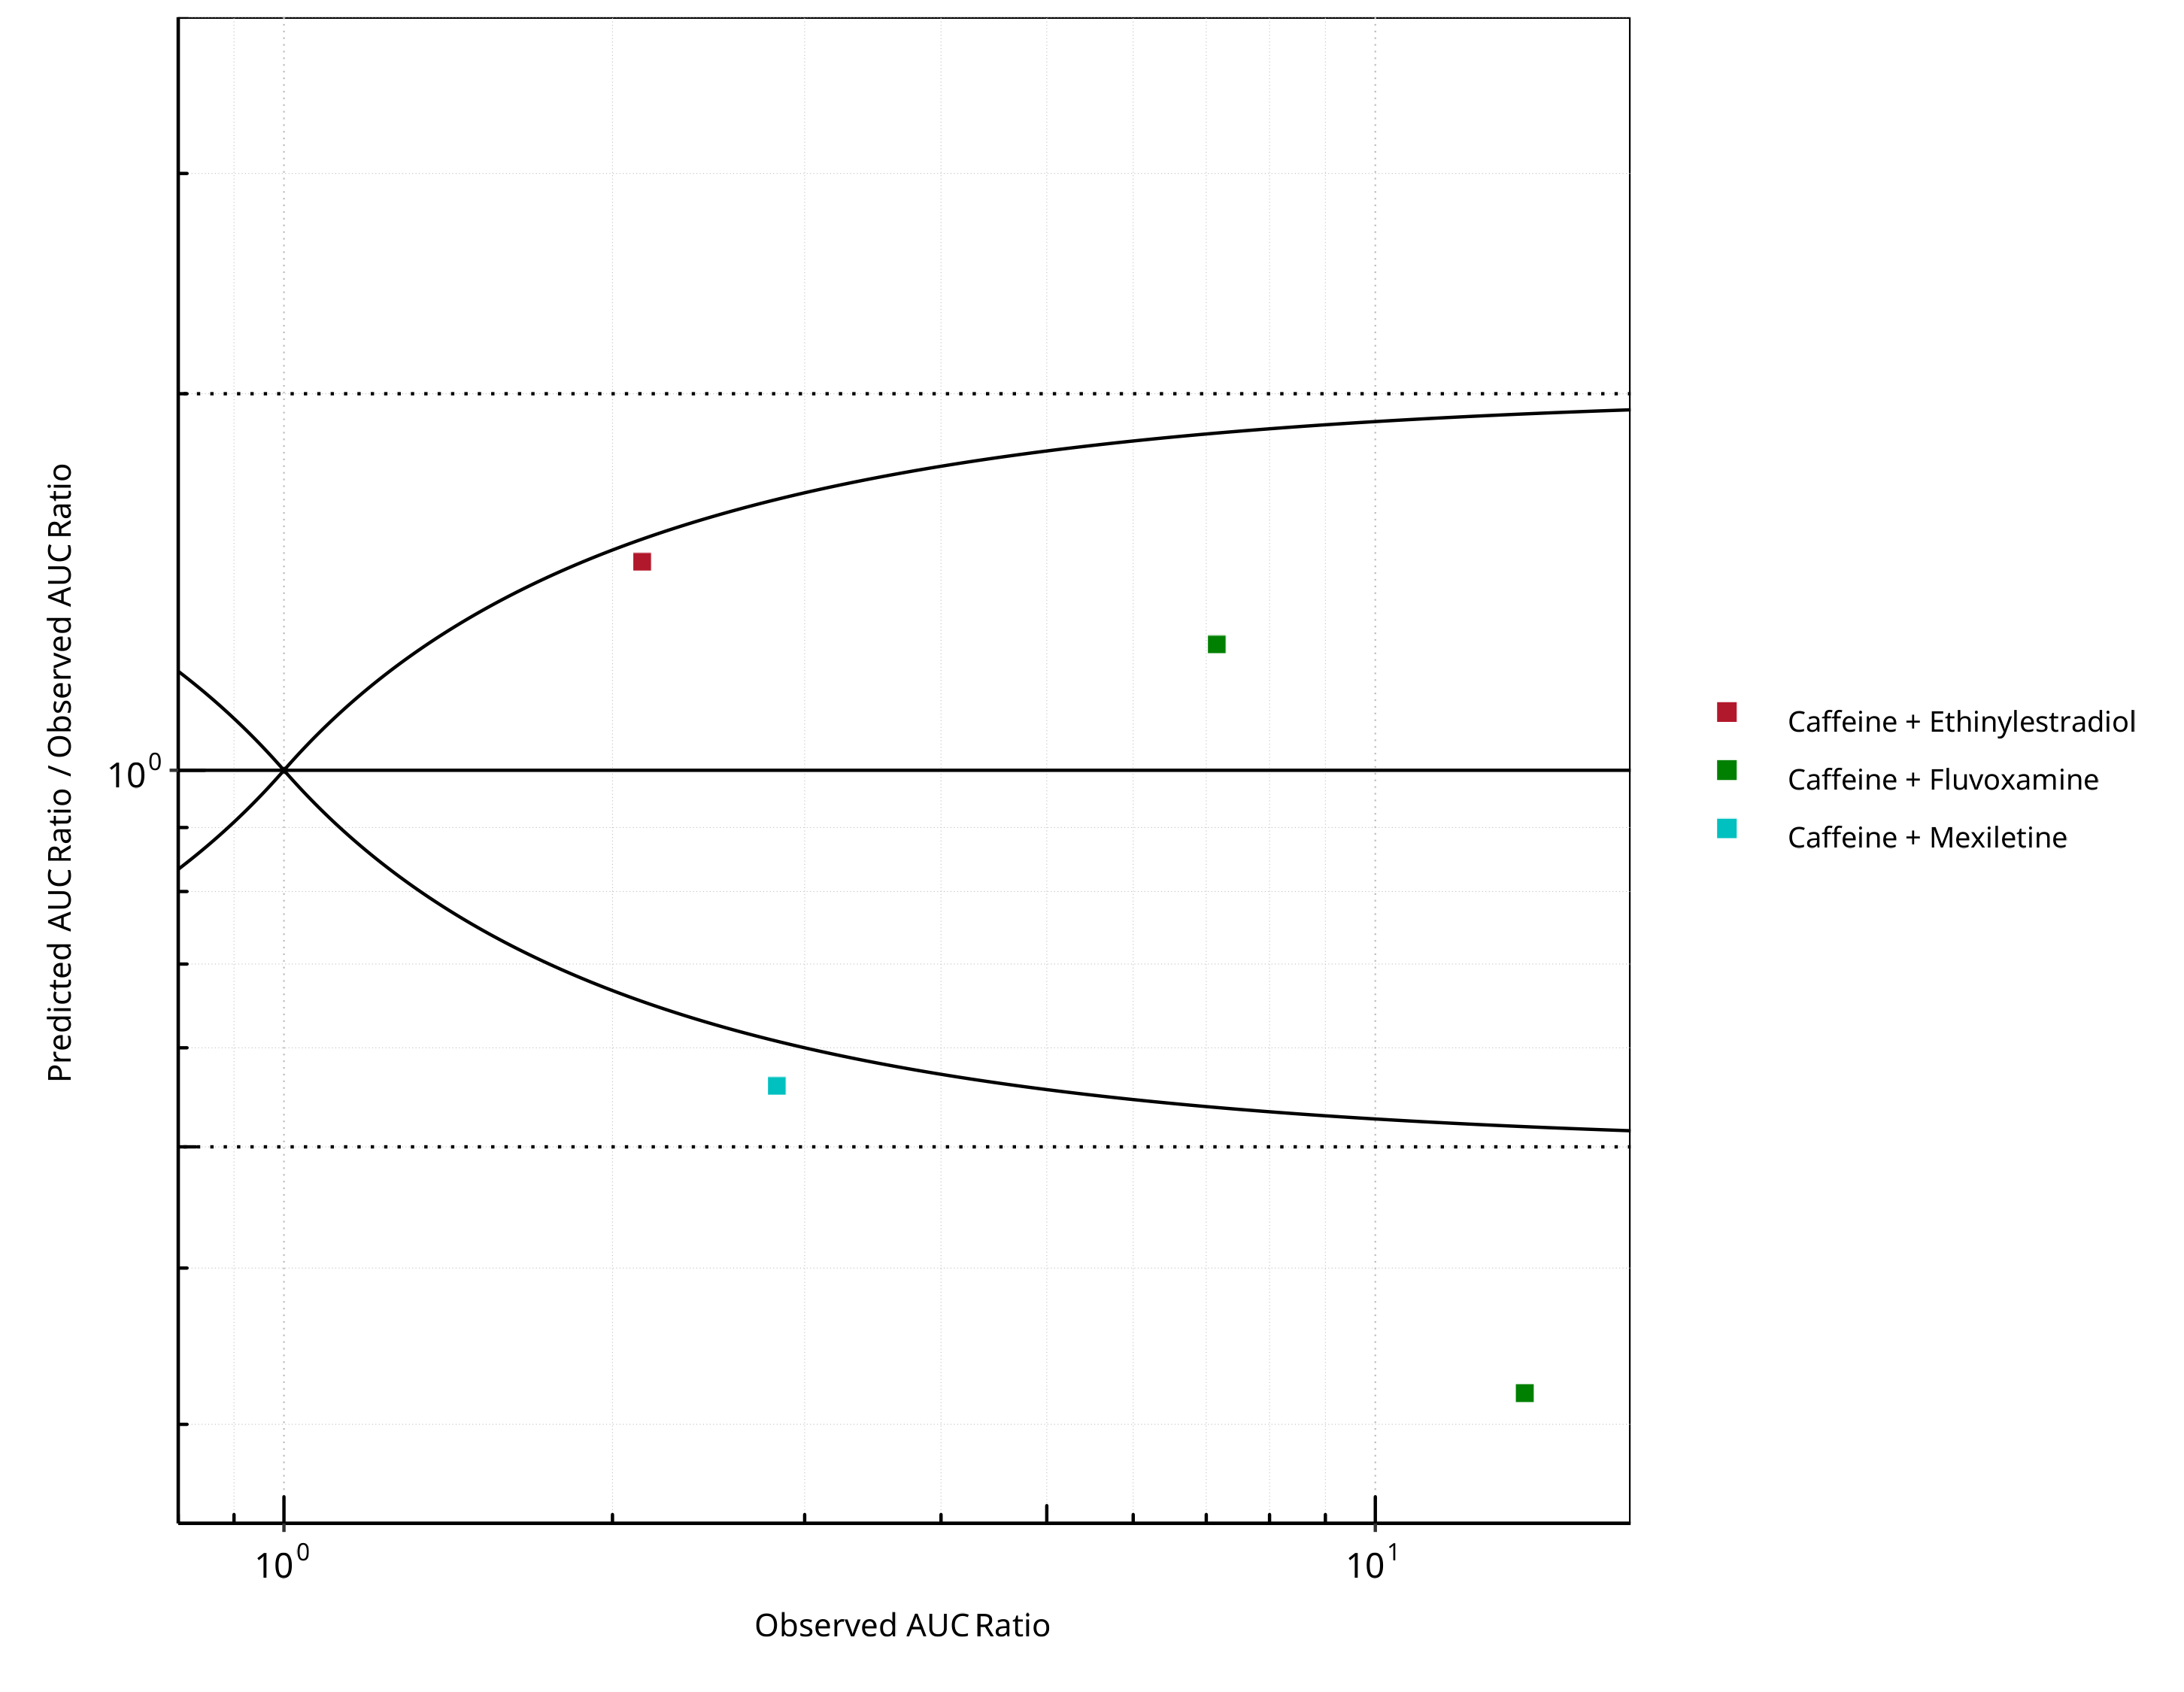 Predicted AUC Ratio / Observed AUC Ratio
10^0
10^0
10^1
Observed AUC Ratio
Caffeine + Ethinylestradiol
Caffeine + Fluvoxamine
Caffeine + Mexiletine